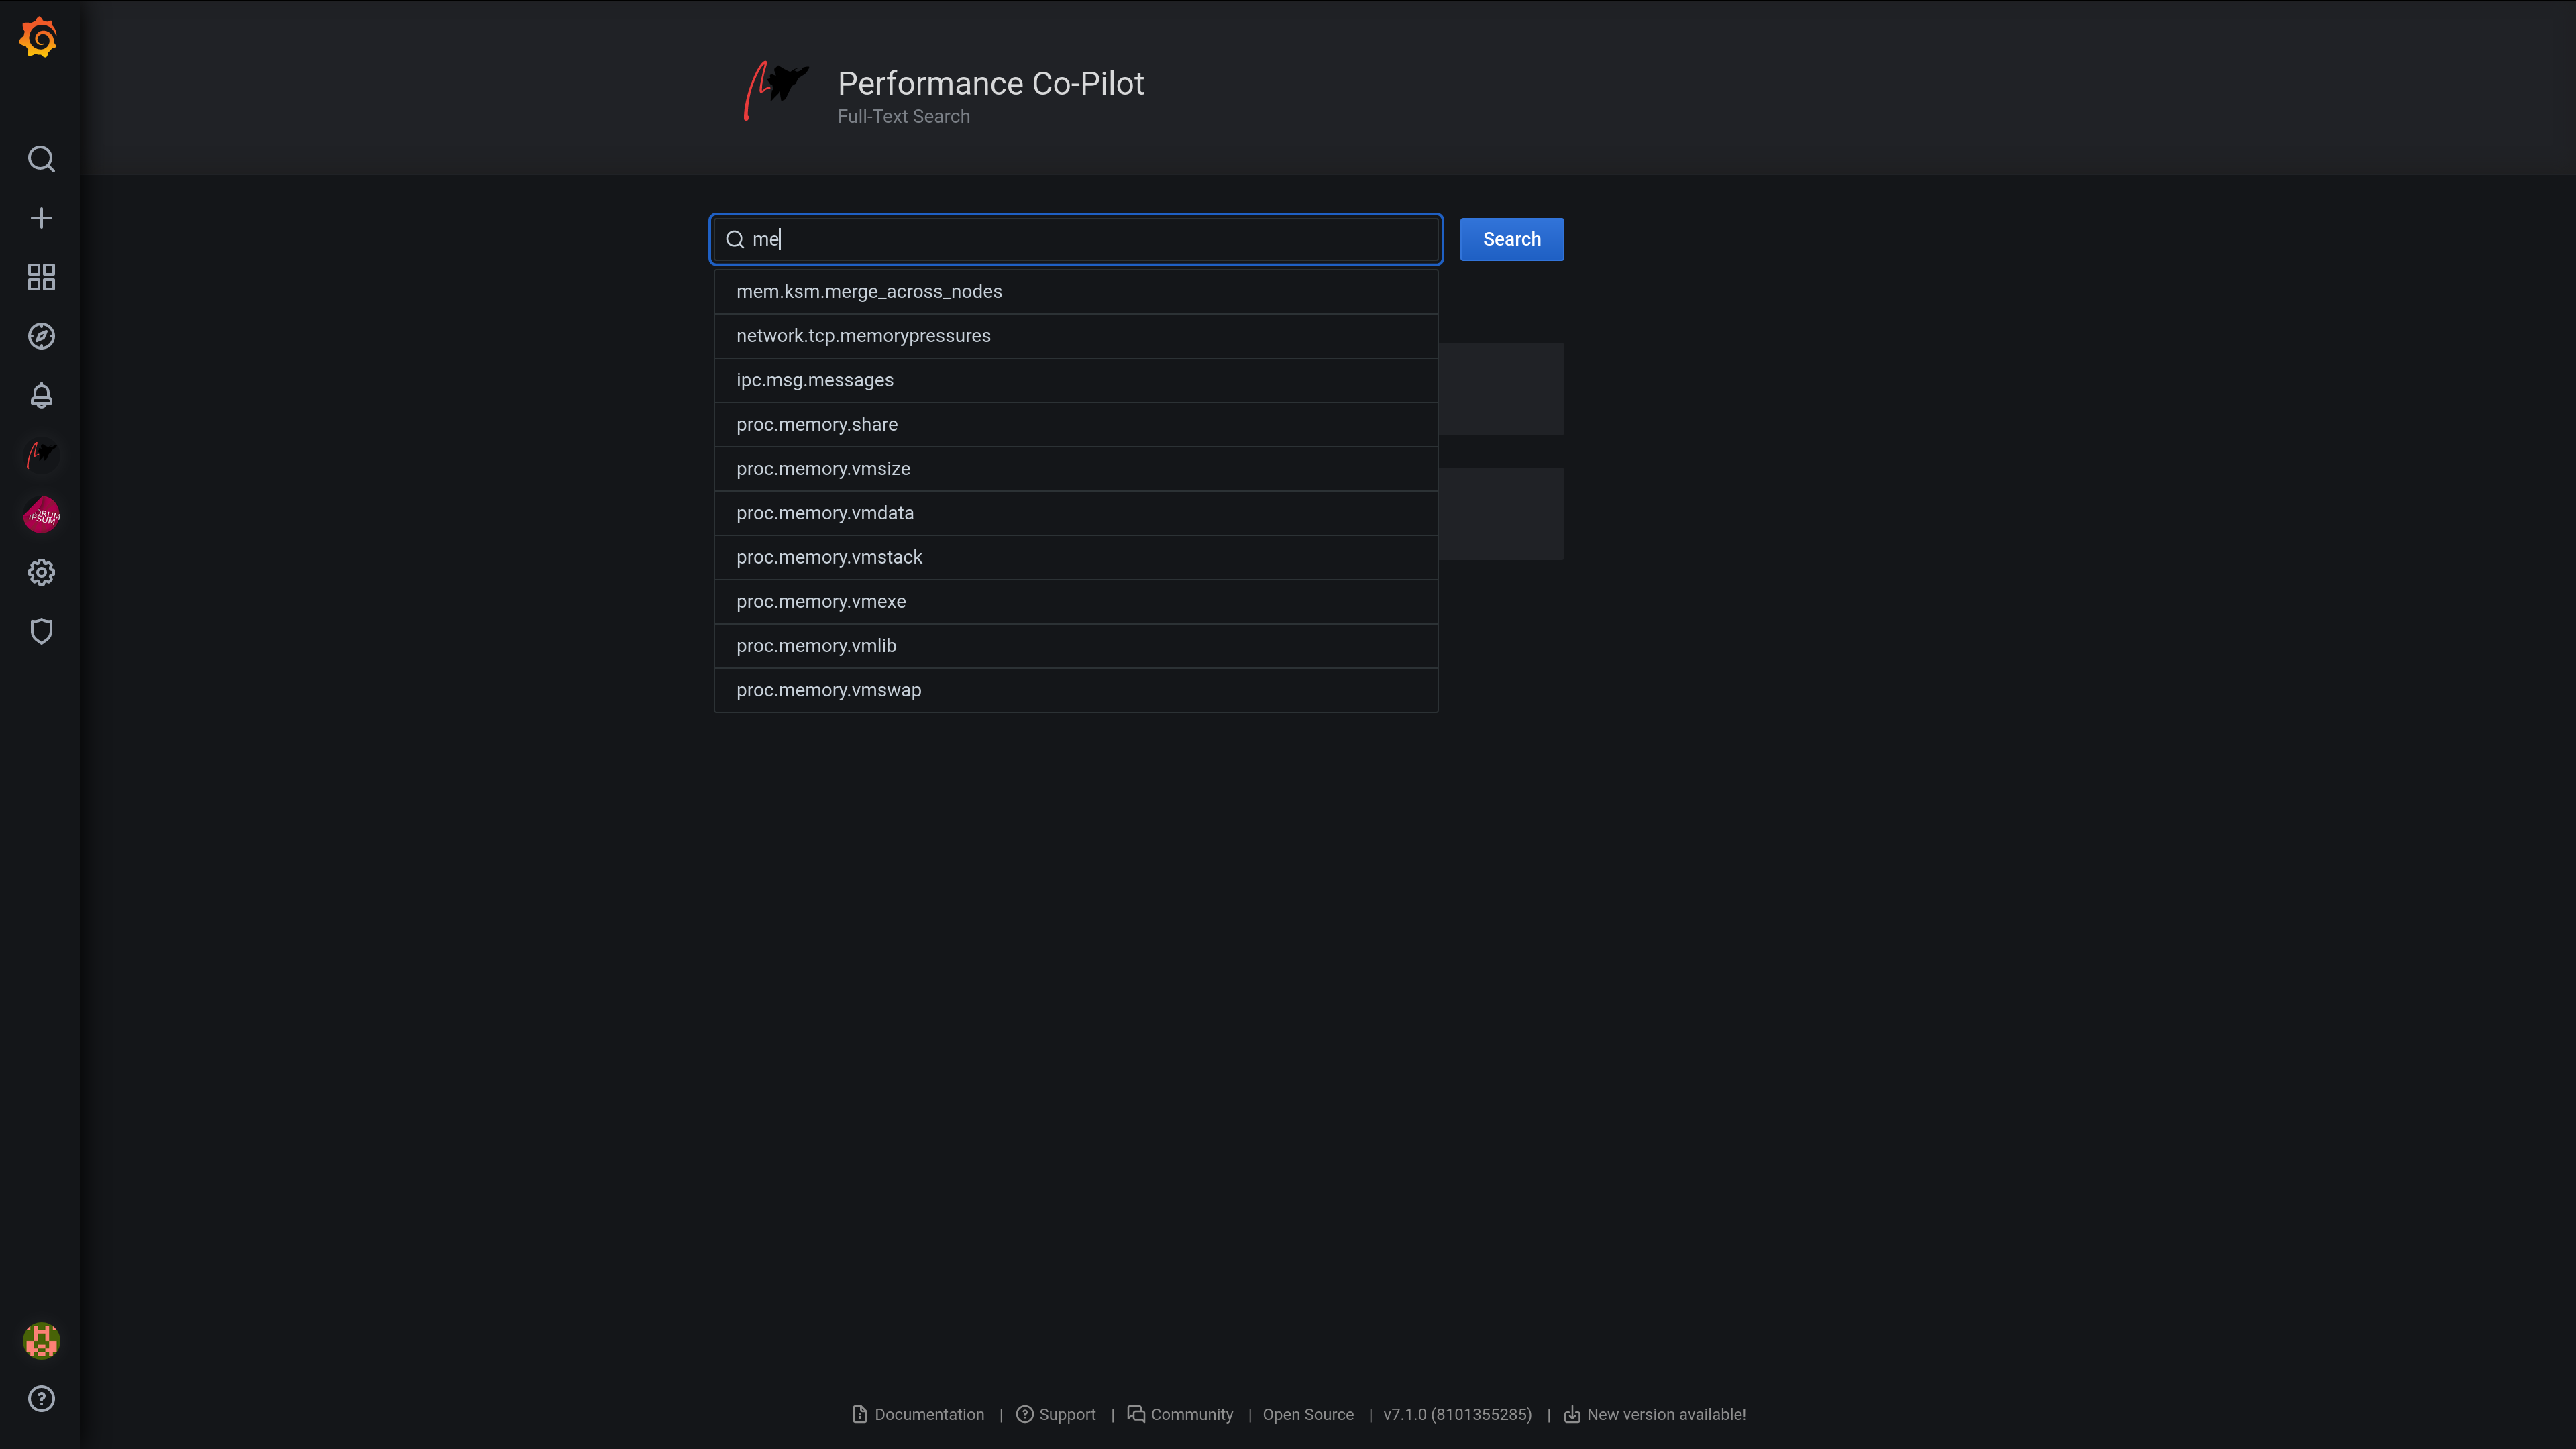 Performance Co-Pilot
Full-Text Search
me
Search
mem.ksm.merge_across_nodes
network.tcp.memorypressures
ipc.msg.messages
proc.memory.share
proc.memory.vmsize
proc.memory.vmdata
proc.memory.vmstack
proc.memory.vmexe
proc.memory.vmlib
proc.memory.vmswap
Documentation | Support | Community | Open Source | v7.1.0 (8101355285) | New version available!